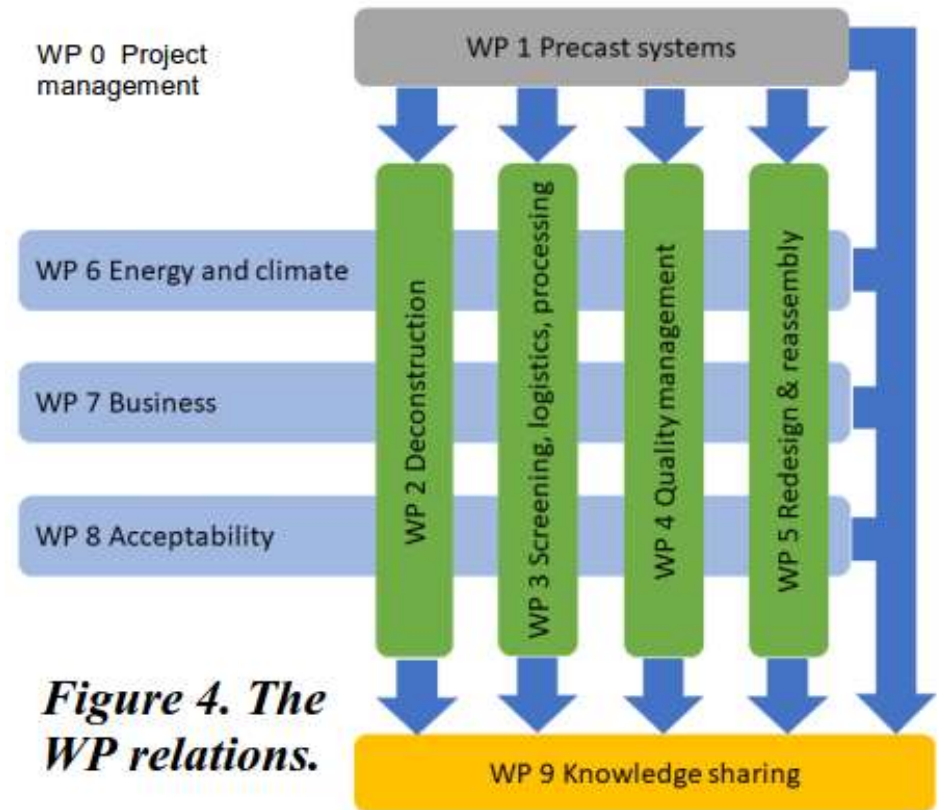 WP 0 Project
management
WP 1 Precast systems
WP 6 Energy and climate
WP 7 Business
WP 8 Acceptability
WP 2 Deconstruction
WP 3 Screening, logistics, processing
WP 4 Quality management
WP 5 Redesign & reassembly
Figure 4. The
WP relations.
WP 9 Knowledge sharing